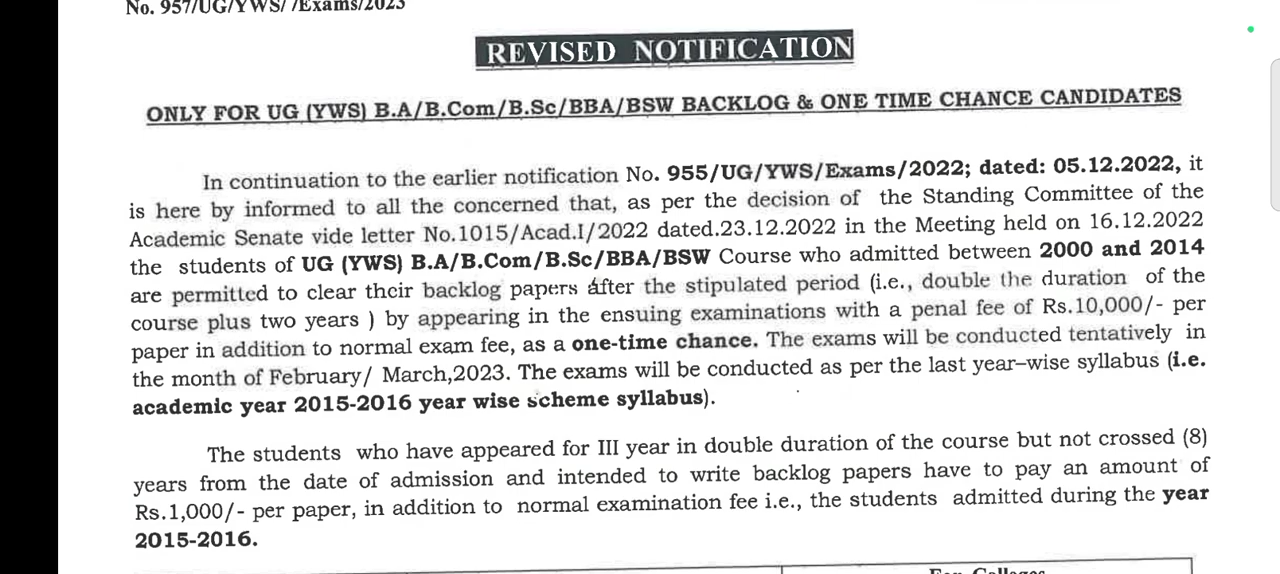 No. 957/UG/YWS/ /Exams/2023
REVISED NOTIFICATION
ONLY FOR UG (YWS) B.A/B.Com/B.Sc/BBA/BSW BACKLOG & ONE TIME CHANCE CANDIDATES
In continuation to the earlier notification No. 955/UG/YWS/Exams/2022; dated: 05.12.2022, it
is here by informed to all the concerned that, as per the decision of the Standing Committee of the
Academic Senate vide letter No.1015/Acad.I/2022 dated.23.12.2022 in the Meeting held on 16.12.2022
the students of UG (YWS) B.A/B.Com/B.Sc/BBA/BSW Course who admitted between 2000 and 2014
are permitted to clear their backlog papers after the stipulated period (i.e., double the duration of the
course plus two years ) by appearing in the ensuing examinations with a penal fee of Rs.10,000/- per
paper in addition to normal exam fee, as a one-time chance. The exams will be conducted tentatively in
the month of February/ March,2023. The exams will be conducted as per the last year–wise syllabus (i.e.
academic year 2015-2016 year wise scheme syllabus).
The students who have appeared for III year in double duration of the course but not crossed (8)
years from the date of admission and intended to write backlog papers have to pay an amount of
Rs.1,000/- per paper, in addition to normal examination fee i.e., the students admitted during the year
2015-2016.
For Colleges